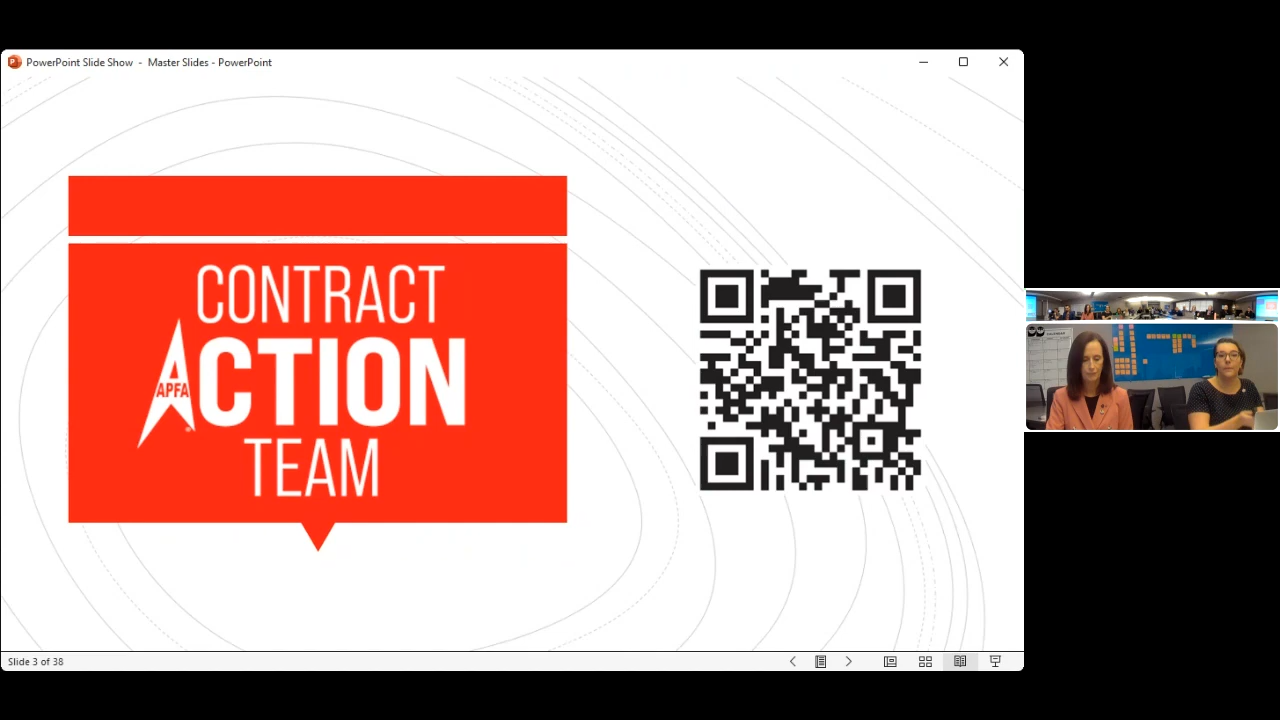 PowerPoint Slide Show - Master Slides - PowerPoint
CONTRACT
ACTION
APFA
TEAM
Slide 3 of 38